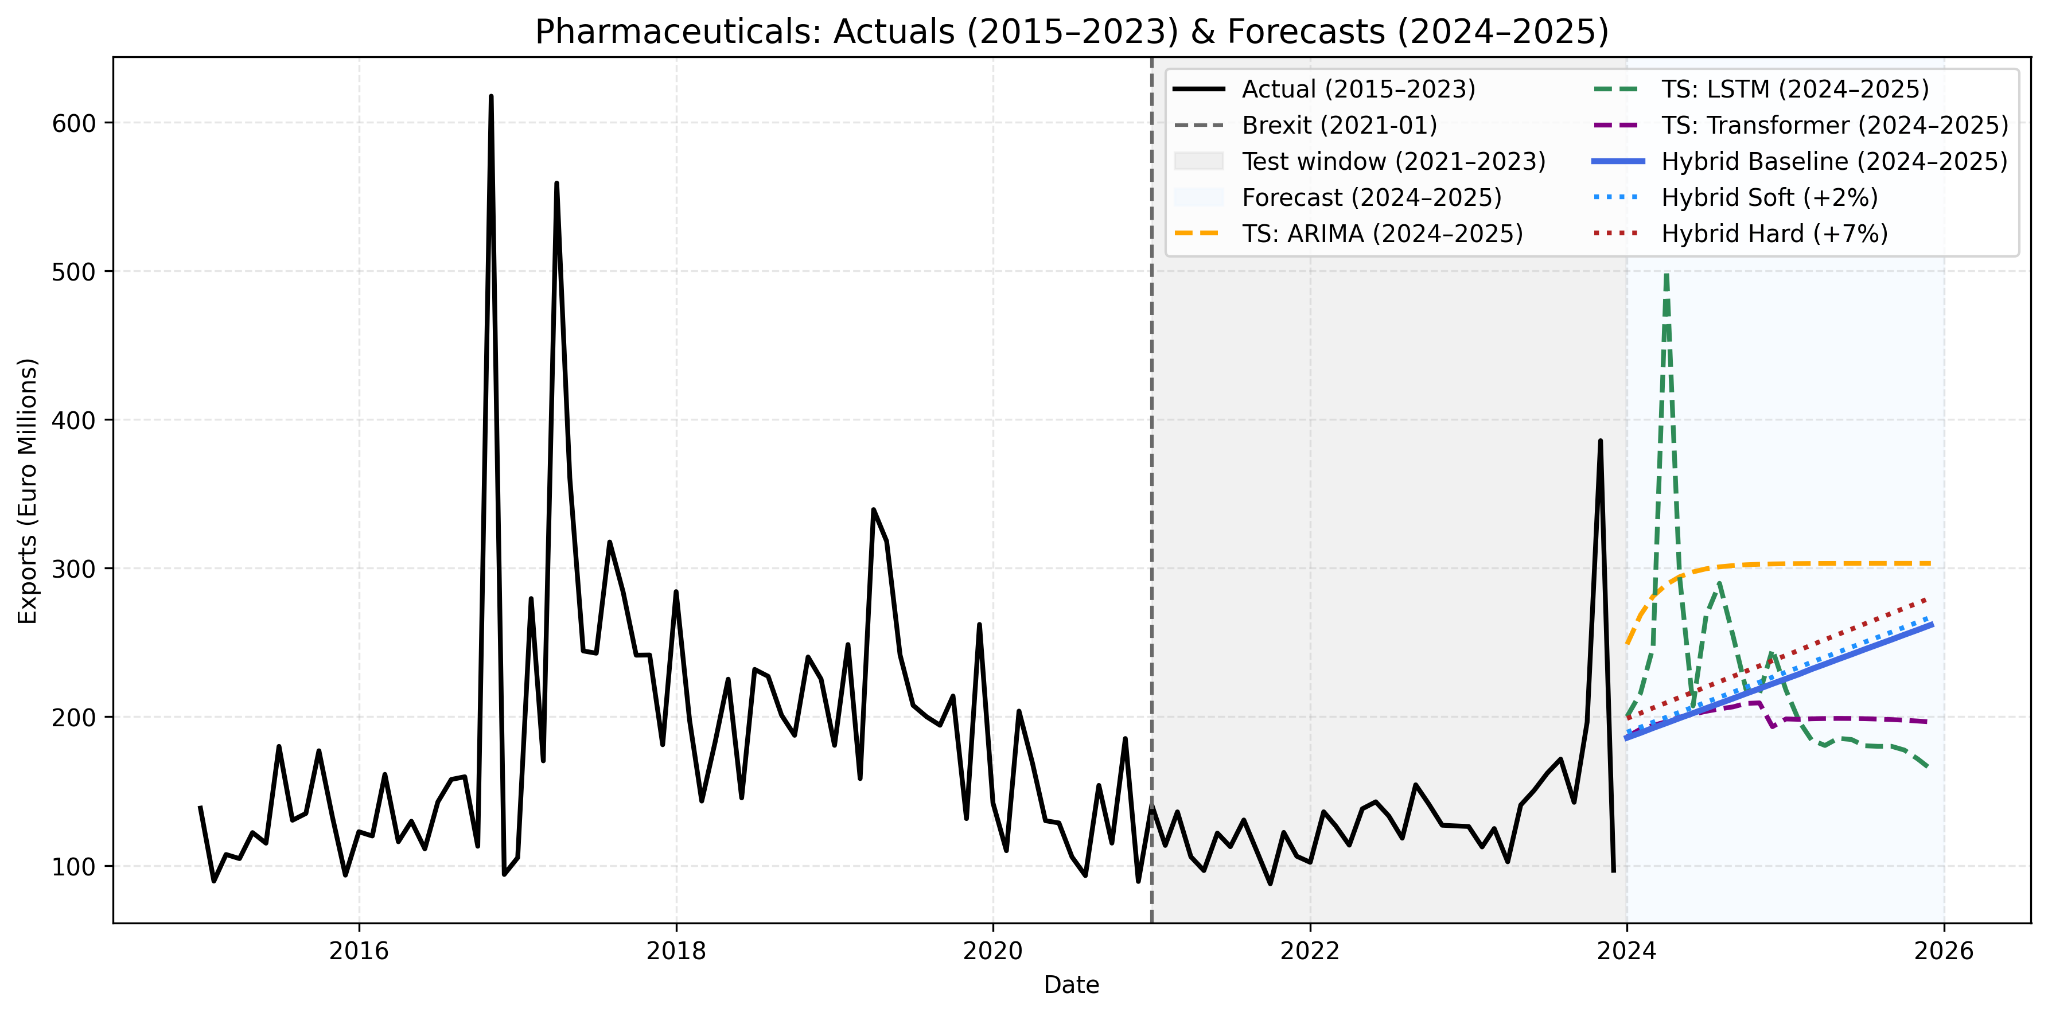 Pharmaceuticals: Actuals (2015–2023) & Forecasts (2024–2025)
Actual (2015–2023)
Brexit (2021-01)
Test window (2021–2023)
Forecast (2024–2025)
TS: ARIMA (2024–2025)
TS: LSTM (2024–2025)
TS: Transformer (2024–2025)
Hybrid Baseline (2024–2025)
Hybrid Soft (+2%)
Hybrid Hard (+7%)
Exports (Euro Millions)
600
500
400
300
200
100
2016
2018
2020
2022
2024
2026
Date